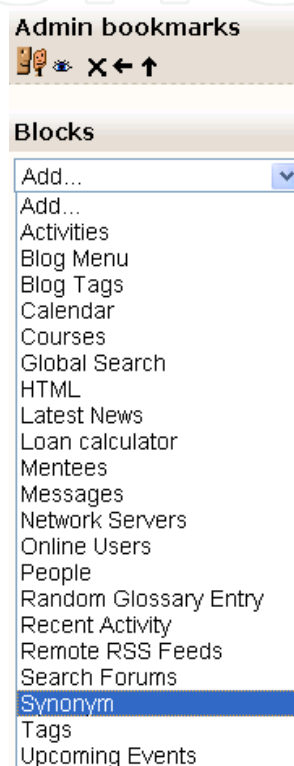 Admin bookmarks
Blocks
Add...
Add...
Activities
Blog Menu
Blog Tags
Calendar
Courses
Global Search
HTML
Latest News
Loan calculator
Mentees
Messages
Network Servers
Online Users
People
Random Glossary Entry
Recent Activity
Remote RSS Feeds
Search Forums
Synonym
Tags
Upcoming Events